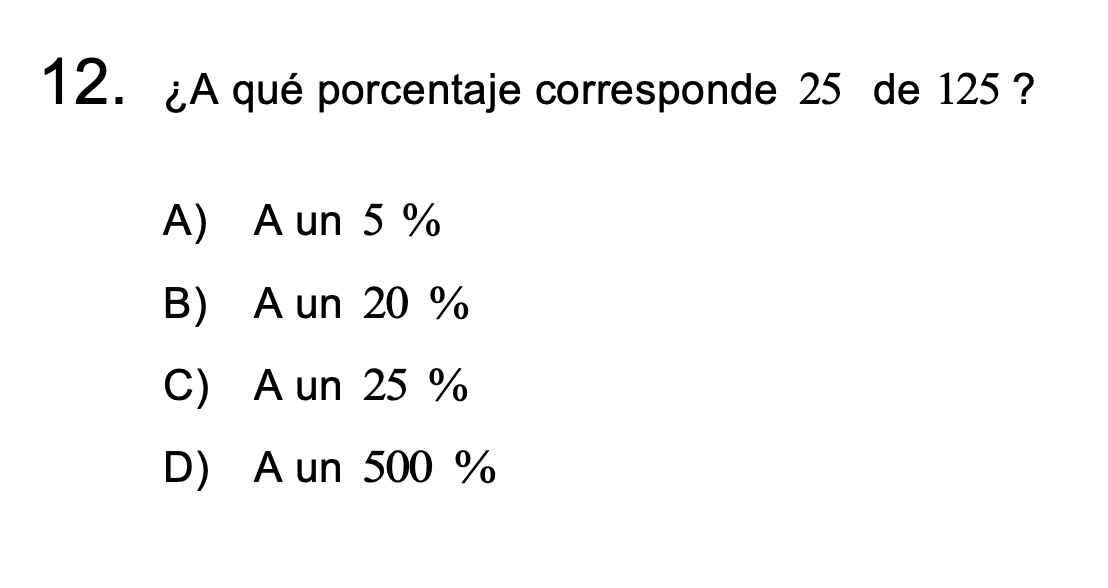 12. ¿A qué porcentaje corresponde 25 de 125 ?
A) A un 5 %
B) A un 20 %
C) A un 25 %
D) A un 500 %